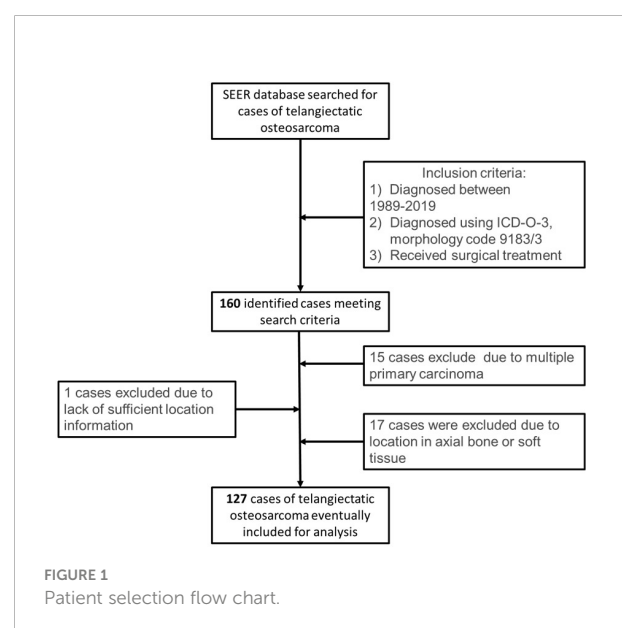 SEER database searched for
cases of telangiectatic
osteosarcoma
Inclusion criteria:
1) Diagnosed between
1989-2019
2) Diagnosed using ICD-O-3,
morphology code 9183/3
3) Received surgical treatment
160 identified cases meeting
search criteria
15 cases exclude due to multiple
primary carcinoma
1 cases excluded due to
lack of sufficient location
information
17 cases were excluded due to
location in axial bone or soft
tissue
127 cases of telangiectatic
osteosarcoma eventually
included for analysis
FIGURE 1
Patient selection flow chart.